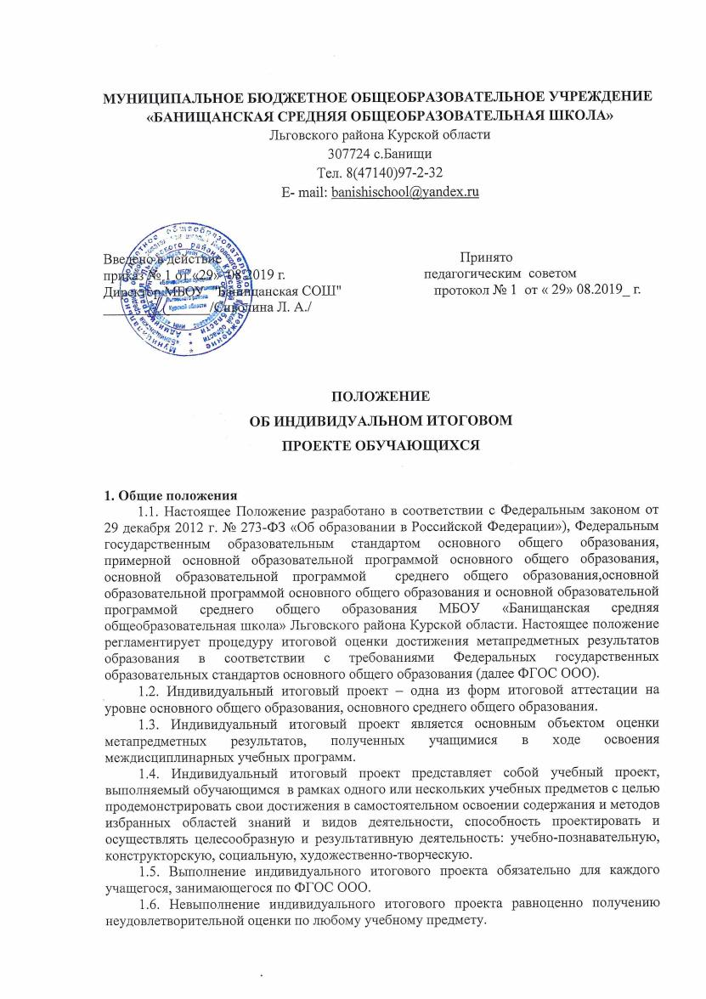 МУНИЦИПАЛЬНОЕ БЮДЖЕТНОЕ ОБЩЕОБРАЗОВАТЕЛЬНОЕ УЧРЕЖДЕНИЕ
«БАНИЩАНСКАЯ СРЕДНЯЯ ОБЩЕОБРАЗОВАТЕЛЬНАЯ ШКОЛА»
Льговского района Курской области
307724 с.Банищи
Тел. 8(47140)97-2-32
E- mail: banishischool@yandex.ru
Введено в действие Принято
приказ № 1 от «29» 08.2019 г. педагогическим советом
Директор МБОУ "Банищанская СОШ" протокол № 1 от « 29» 08.2019_ г.
/Сиволина Л. А./
ПОЛОЖЕНИЕ
ОБ ИНДИВИДУАЛЬНОМ ИТОГОВОМ
ПРОЕКТЕ ОБУЧАЮЩИХСЯ
1. Общие положения
1.1. Настоящее Положение разработано в соответствии с Федеральным законом от
29 декабря 2012 г. № 273-ФЗ «Об образовании в Российской Федерации»), Федеральным
государственным образовательным стандартом основного общего образования,
примерной основной образовательной программой основного общего образования,
основной образовательной программой среднего общего образования,основной
образовательной программой основного общего образования и основной образовательной
программой среднего общего образования МБОУ «Банищанская средняя
общеобразовательная школа» Льговского района Курской области. Настоящее положение
регламентирует процедуру итоговой оценки достижения метапредметных результатов
образования в соответствии с требованиями Федеральных государственных
образовательных стандартов основного общего образования (далее ФГОС ООО).
1.2. Индивидуальный итоговый проект – одна из форм итоговой аттестации на
уровне основного общего образования, основного среднего общего образования.
1.3. Индивидуальный итоговый проект является основным объектом оценки
метапредметных результатов, полученных учащимися в ходе освоения
междисциплинарных учебных программ.
1.4. Индивидуальный итоговый проект представляет собой учебный проект,
выполняемый обучающимся в рамках одного или нескольких учебных предметов с целью
продемонстрировать свои достижения в самостоятельном освоении содержания и методов
избранных областей знаний и видов деятельности, способность проектировать и
осуществлять целесообразную и результативную деятельность: учебно-познавательную,
конструкторскую, социальную, художественно-творческую.
1.5. Выполнение индивидуального итогового проекта обязательно для каждого
учащегося, занимающегося по ФГОС ООО.
1.6. Невыполнение индивидуального итогового проекта равноценно получению
неудовлетворительной оценки по любому учебному предмету.